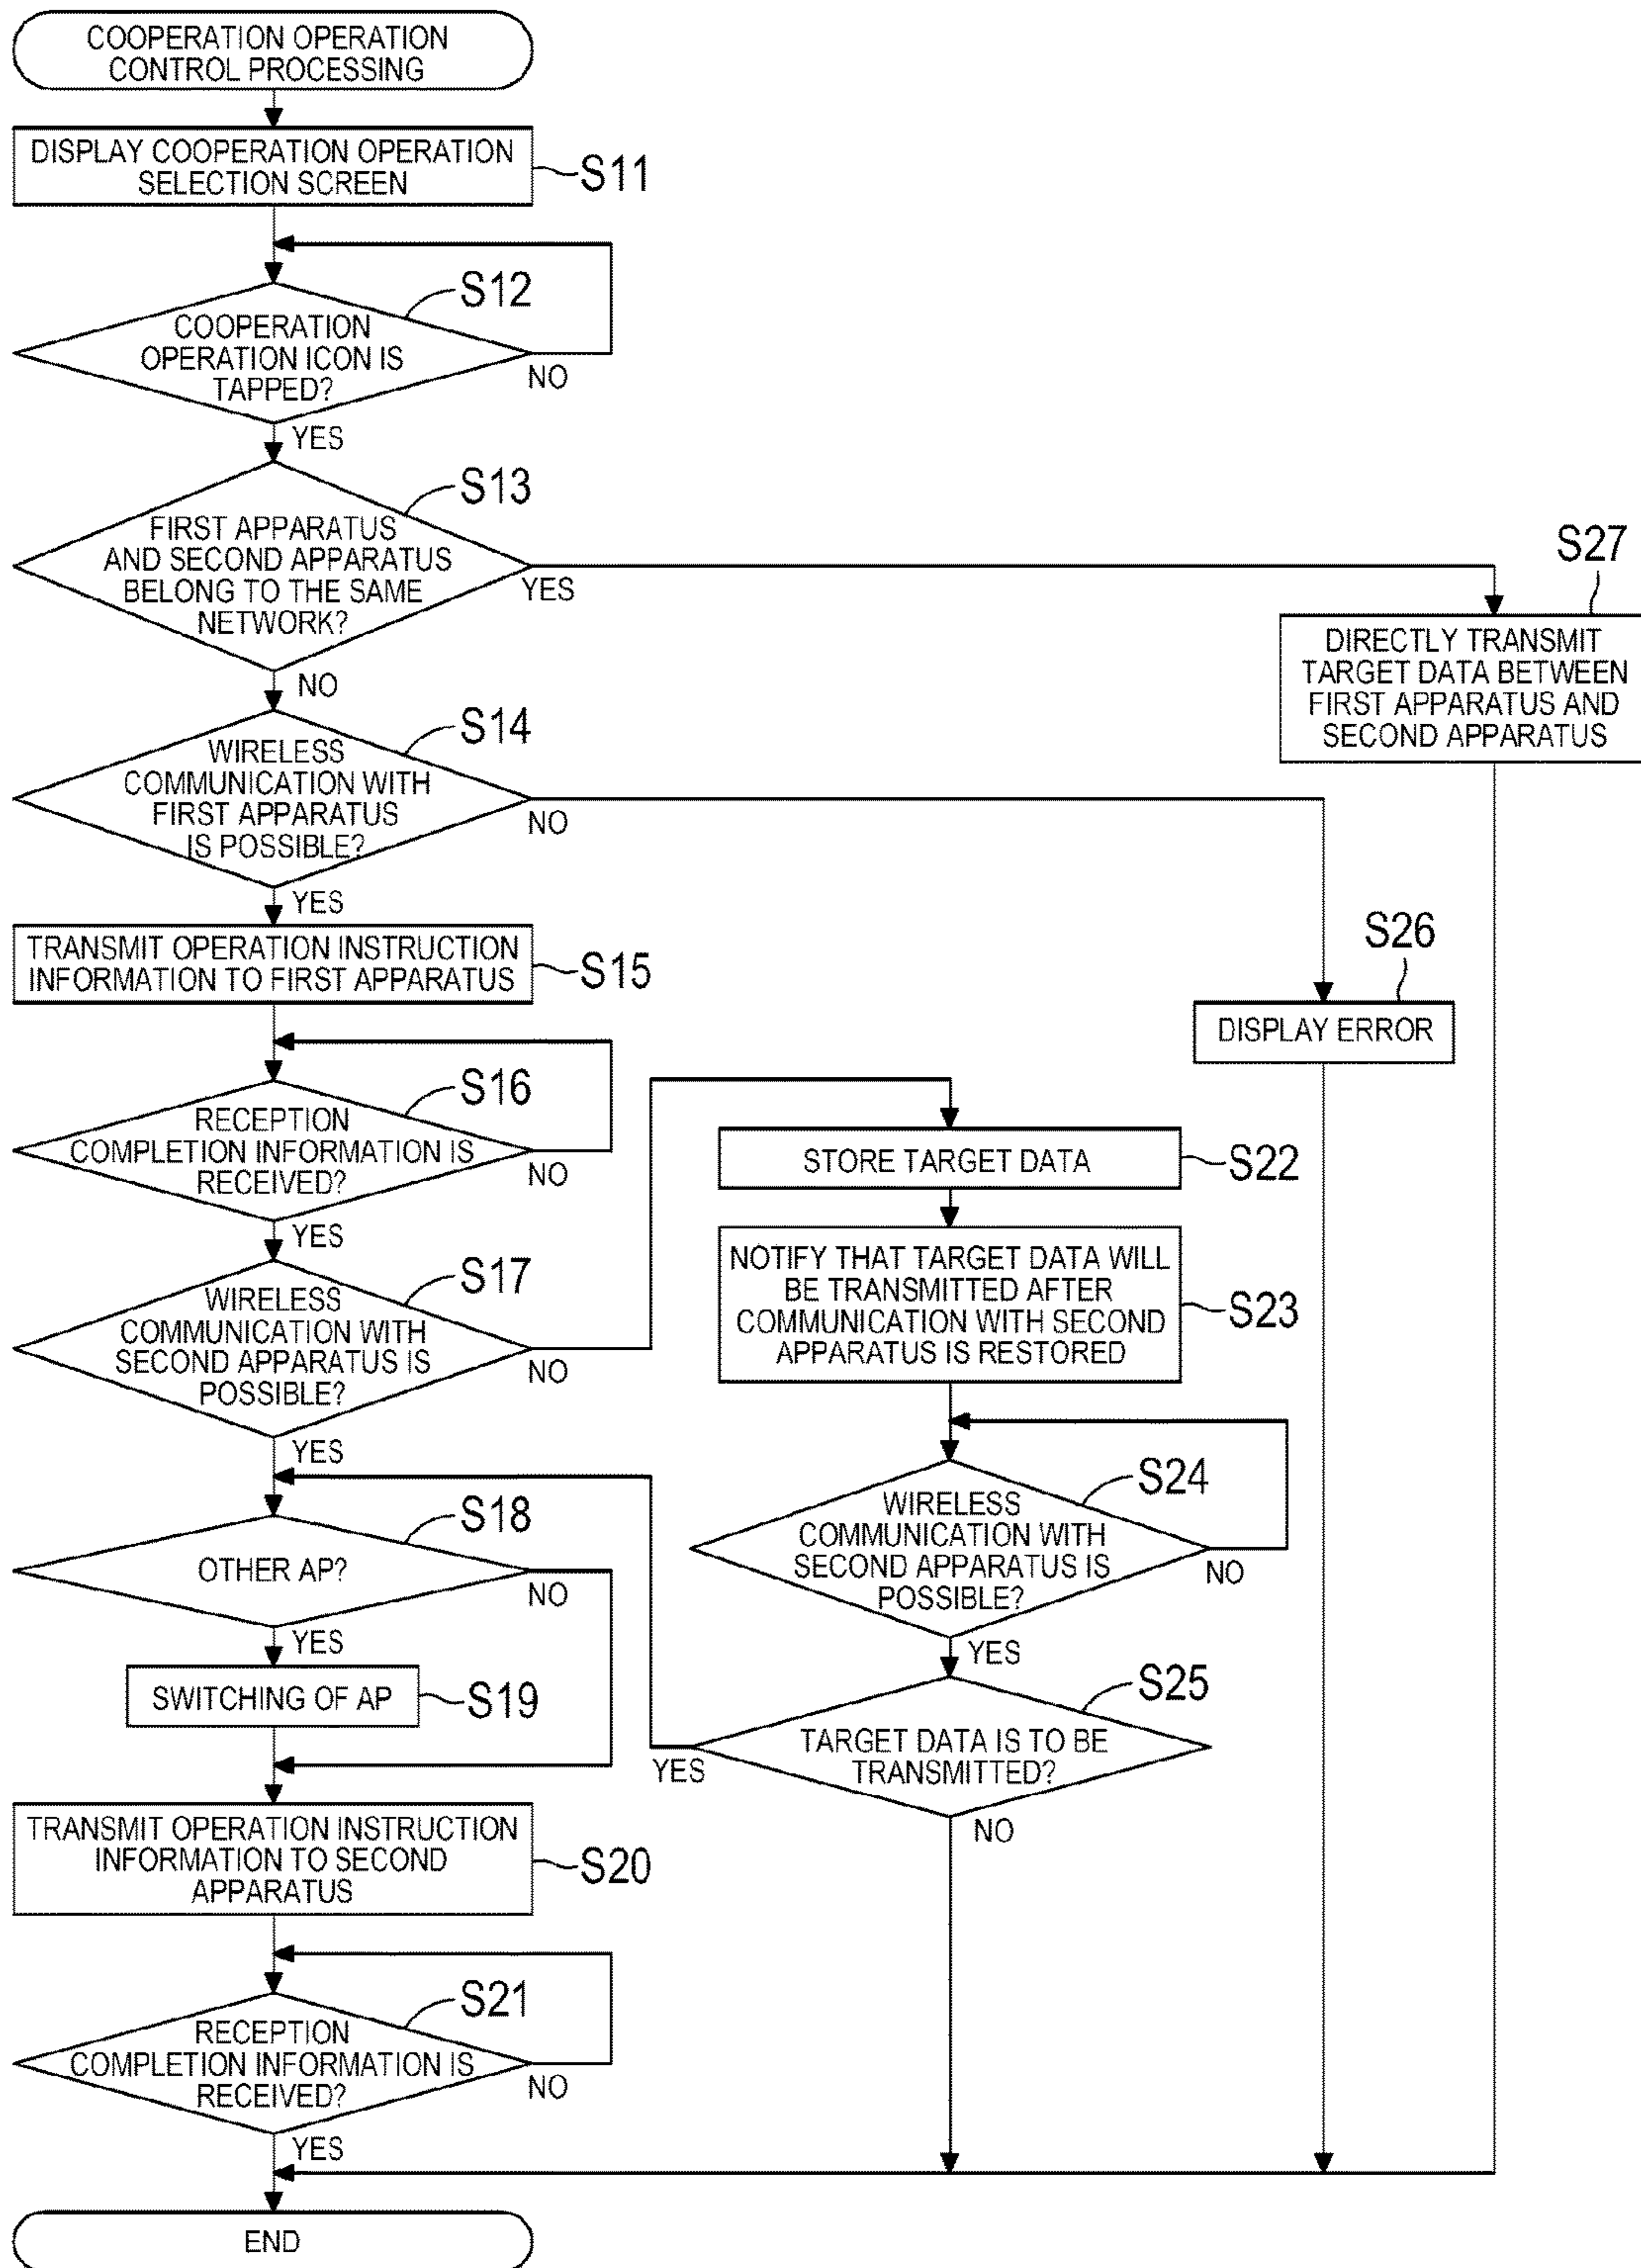 COOPERATION OPERATION
CONTROL PROCESSING
DISPLAY COOPERATION OPERATION
SELECTION SCREEN
S11
S12
COOPERATION
OPERATION ICON IS
TAPPED?
NO
YES
S13
FIRST APPARATUS
AND SECOND APPARATUS
BELONG TO THE SAME
NETWORK?
YES
NO
S27
DIRECTLY TRANSMIT
TARGET DATA BETWEEN
FIRST APPARATUS AND
SECOND APPARATUS
S14
WIRELESS
COMMUNICATION WITH
FIRST APPARATUS
IS POSSIBLE?
NO
YES
S26
DISPLAY ERROR
TRANSMIT OPERATION INSTRUCTION
INFORMATION TO FIRST APPARATUS
S15
S16
RECEPTION
COMPLETION INFORMATION IS
RECEIVED?
NO
YES
S17
WIRELESS
COMMUNICATION WITH
SECOND APPARATUS IS
POSSIBLE?
NO
YES
STORE TARGET DATA
S22
NOTIFY THAT TARGET DATA WILL
BE TRANSMITTED AFTER
COMMUNICATION WITH SECOND
APPARATUS IS RESTORED
S23
S24
WIRELESS
COMMUNICATION WITH
SECOND APPARATUS IS
POSSIBLE?
NO
YES
S25
TARGET DATA IS TO BE
TRANSMITTED?
YES
NO
S18
OTHER AP?
NO
YES
SWITCHING OF AP
S19
TRANSMIT OPERATION INSTRUCTION
INFORMATION TO SECOND
APPARATUS
S20
S21
RECEPTION
COMPLETION INFORMATION IS
RECEIVED?
NO
YES
END